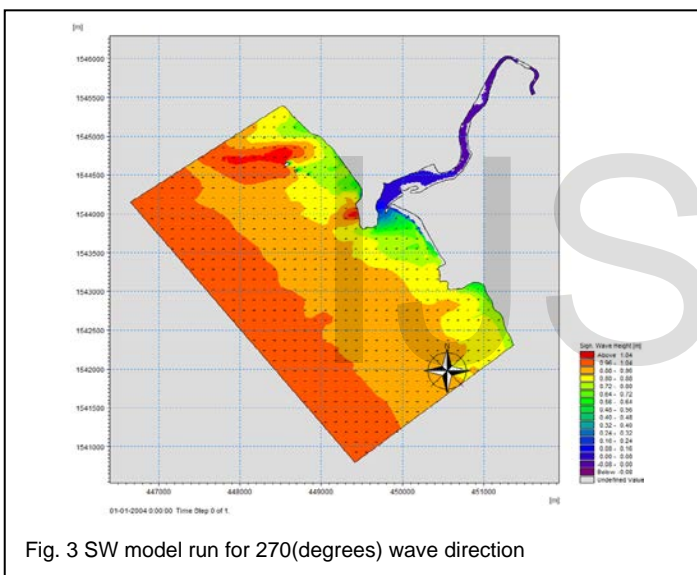 [m]
1546000
1545500
1545000
1544500
1544000
1543500
1543000
1542500
1542000
1541500
1541000
447000 448000 449000 450000 451000
[m]
01-01-2004 0:00:00 Time Step 0 of 1.
Sign. Wave Height [m]
Above 1.04
0.96 - 1.04
0.88 - 0.96
0.80 - 0.88
0.72 - 0.80
0.64 - 0.72
0.56 - 0.64
0.48 - 0.56
0.40 - 0.48
0.32 - 0.40
0.24 - 0.32
0.16 - 0.24
0.08 - 0.16
0.00 - 0.08
-0.08 - 0.00
Below -0.08
Undefined Value
IJS
Fig. 3 SW model run for 270(degrees) wave direction